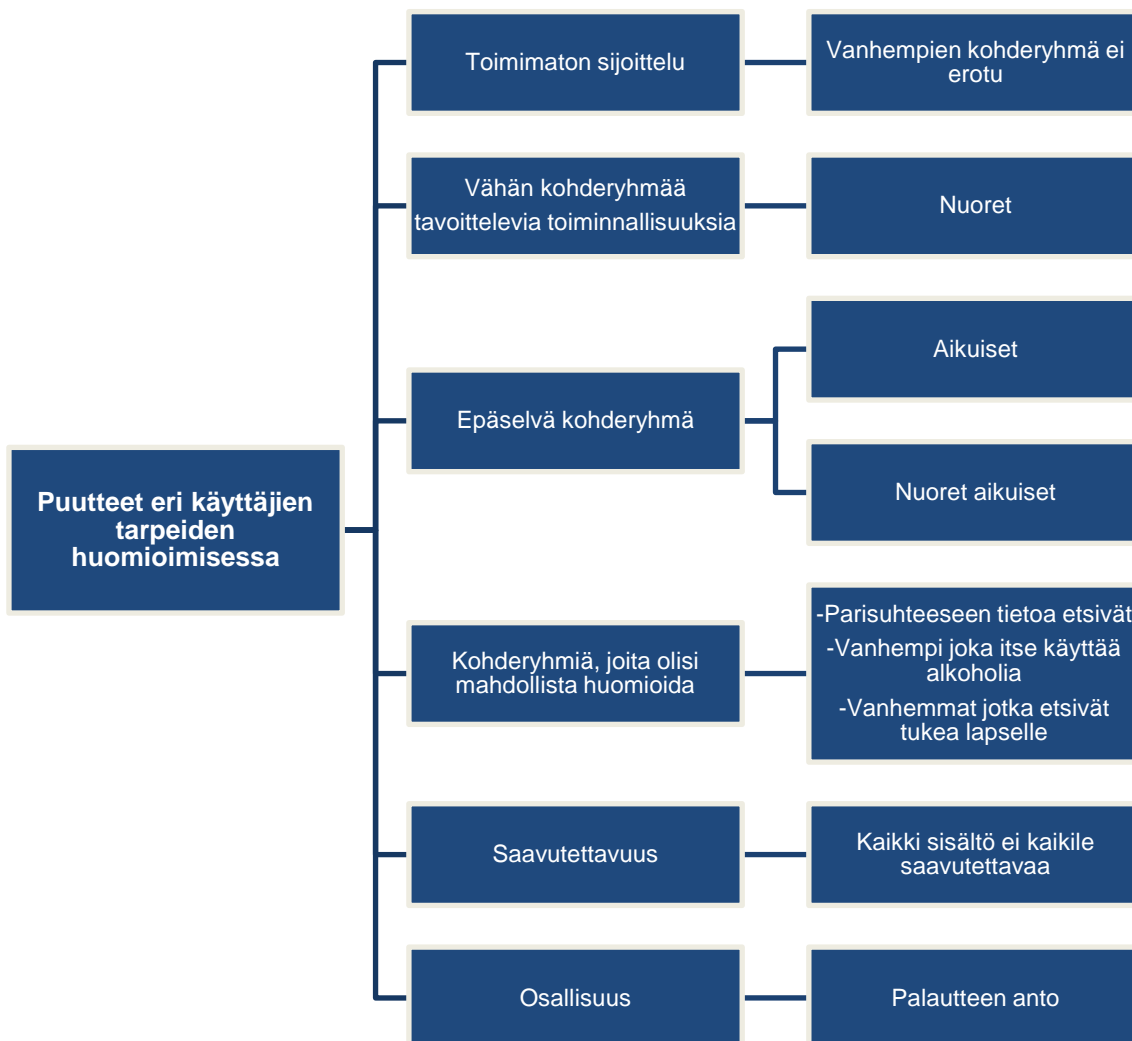 Toimimaton sijoittelu
Vanhempien kohderyhmä ei
erotu
Vähän kohderyhmää
tavoittelevia toiminnallisuuksia
Nuoret
Epäselvä kohderyhmä
Aikuiset
Nuoret aikuiset
Puutteet eri käyttäjien
tarpeiden
huomioimisessa
Kohderyhmiä, joita olisi
mahdollista huomioida
-Parisuhteeseen tietoa etsivät
-Vanhempi joka itse käyttää
alkoholia
-Vanhemmat jotka etsivät
tukea lapselle
Saavutettavuus
Kaikki sisältö ei kaikile
saavutettavaa
Osallisuus
Palautteen anto